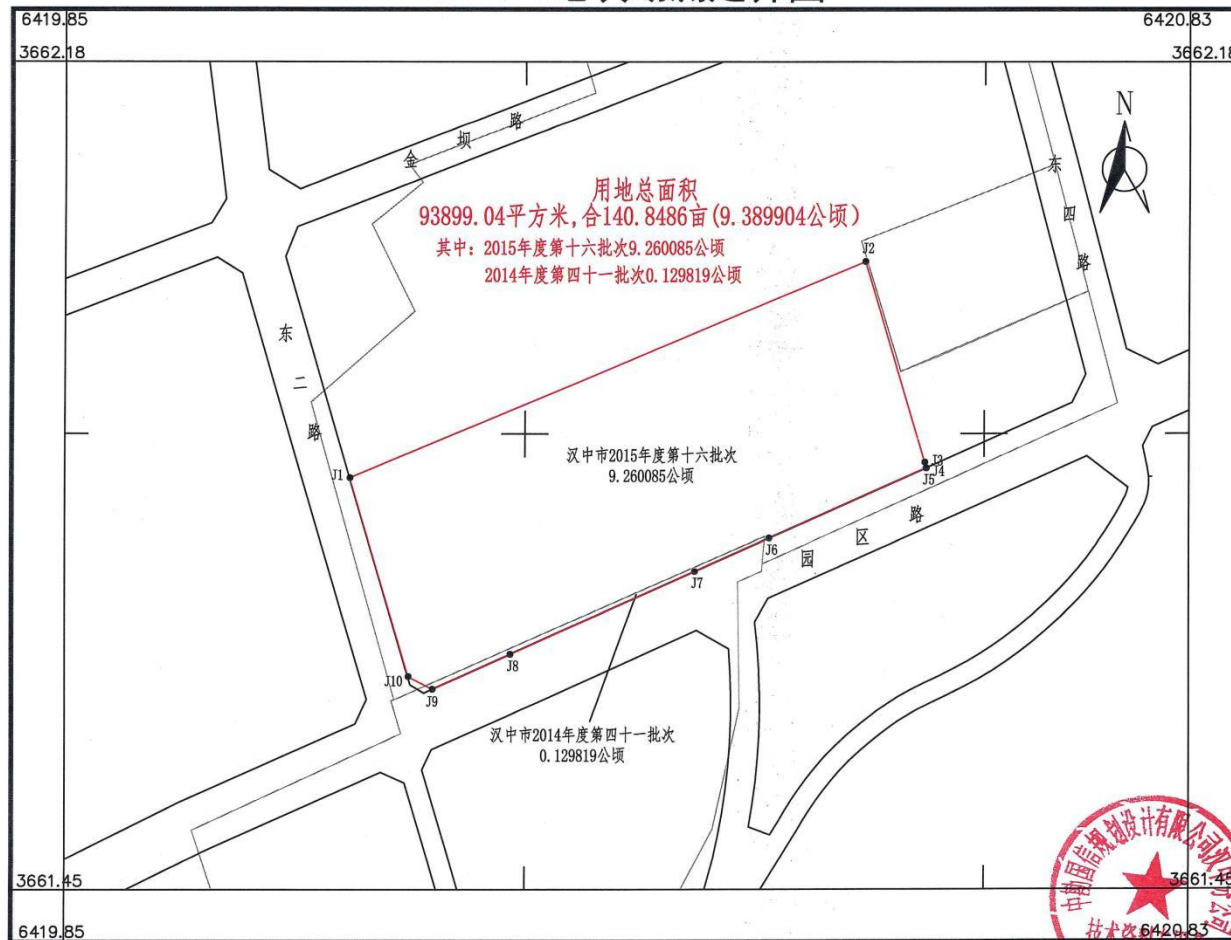 6419.85
6420.83
3662.18
3662.18
N
金坝路
东四路
用地总面积
93899.04平方米,合140.8486亩(9.389904公顷)
其中: 2015年度第十六批次9.260085公顷
2014年度第四十一批次0.129819公顷
J2
东二路
汉中市2015年度第十六批次
9.260085公顷
J1
J3
J4
J5
园区路
J6
J7
J8
J10
J9
汉中市2014年度第四十一批次
0.129819公顷
3661.45
3661.45
6419.85
6420.83